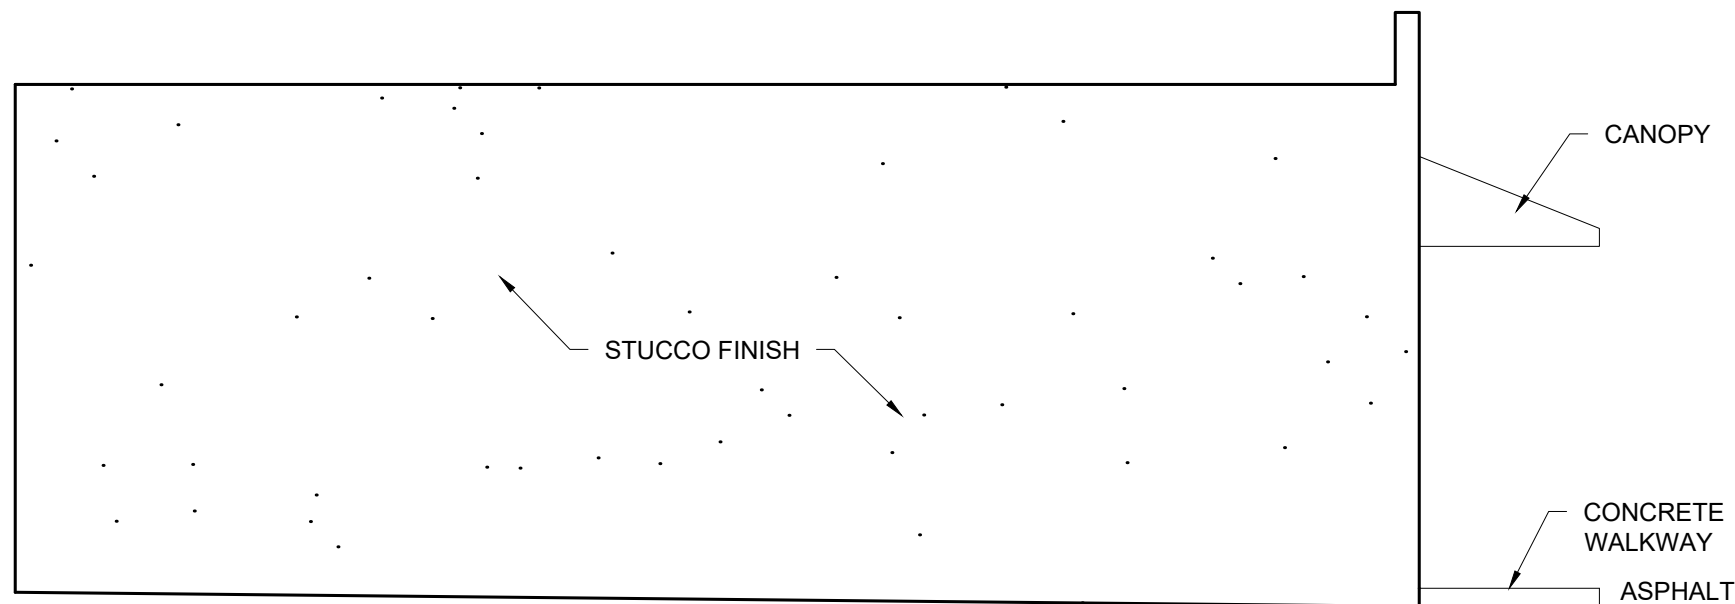 CANOPY
STUCCO FINISH
CONCRETE
WALKWAY
ASPHALT